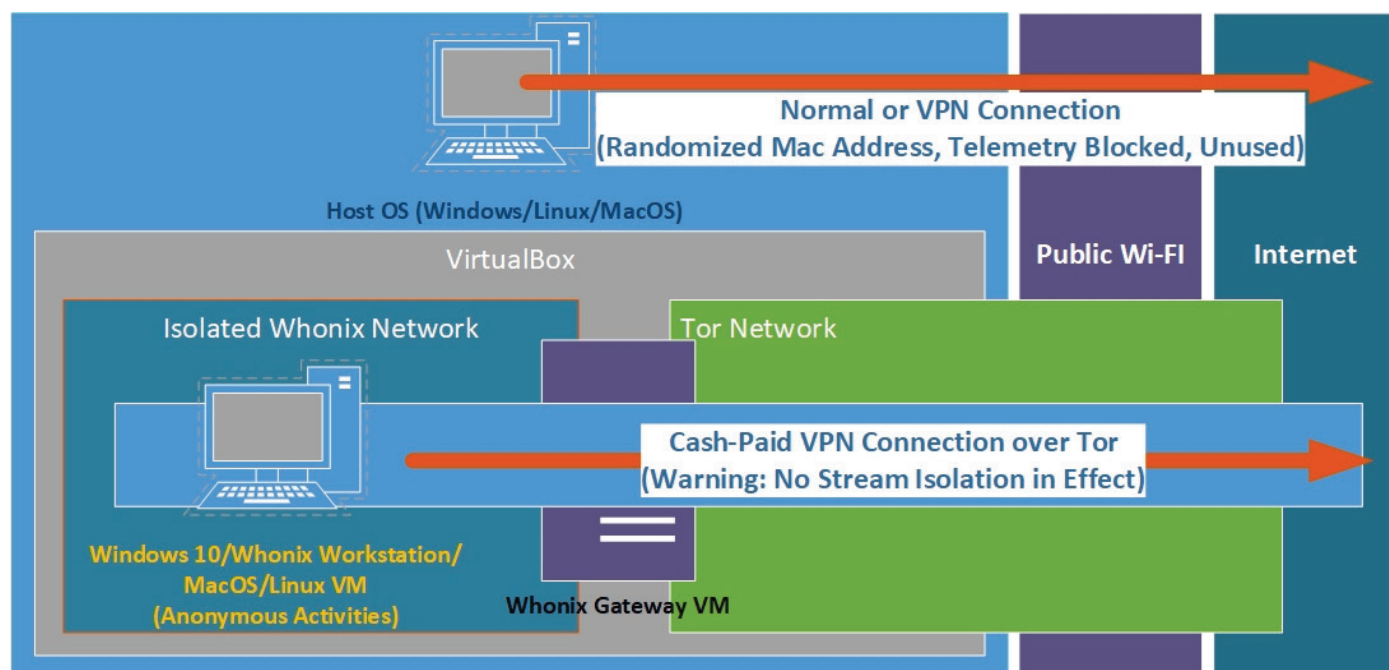 Normal or VPN Connection
(Randomized Mac Address, Telemetry Blocked, Unused)
Host OS (Windows/Linux/MacOS)
VirtualBox
Public Wi-FI
Internet
Isolated Whonix Network
Tor Network
Cash-Paid VPN Connection over Tor
(Warning: No Stream Isolation in Effect)
Windows 10/Whonix Workstation/
MacOS/Linux VM
(Anonymous Activities)
Whonix Gateway VM